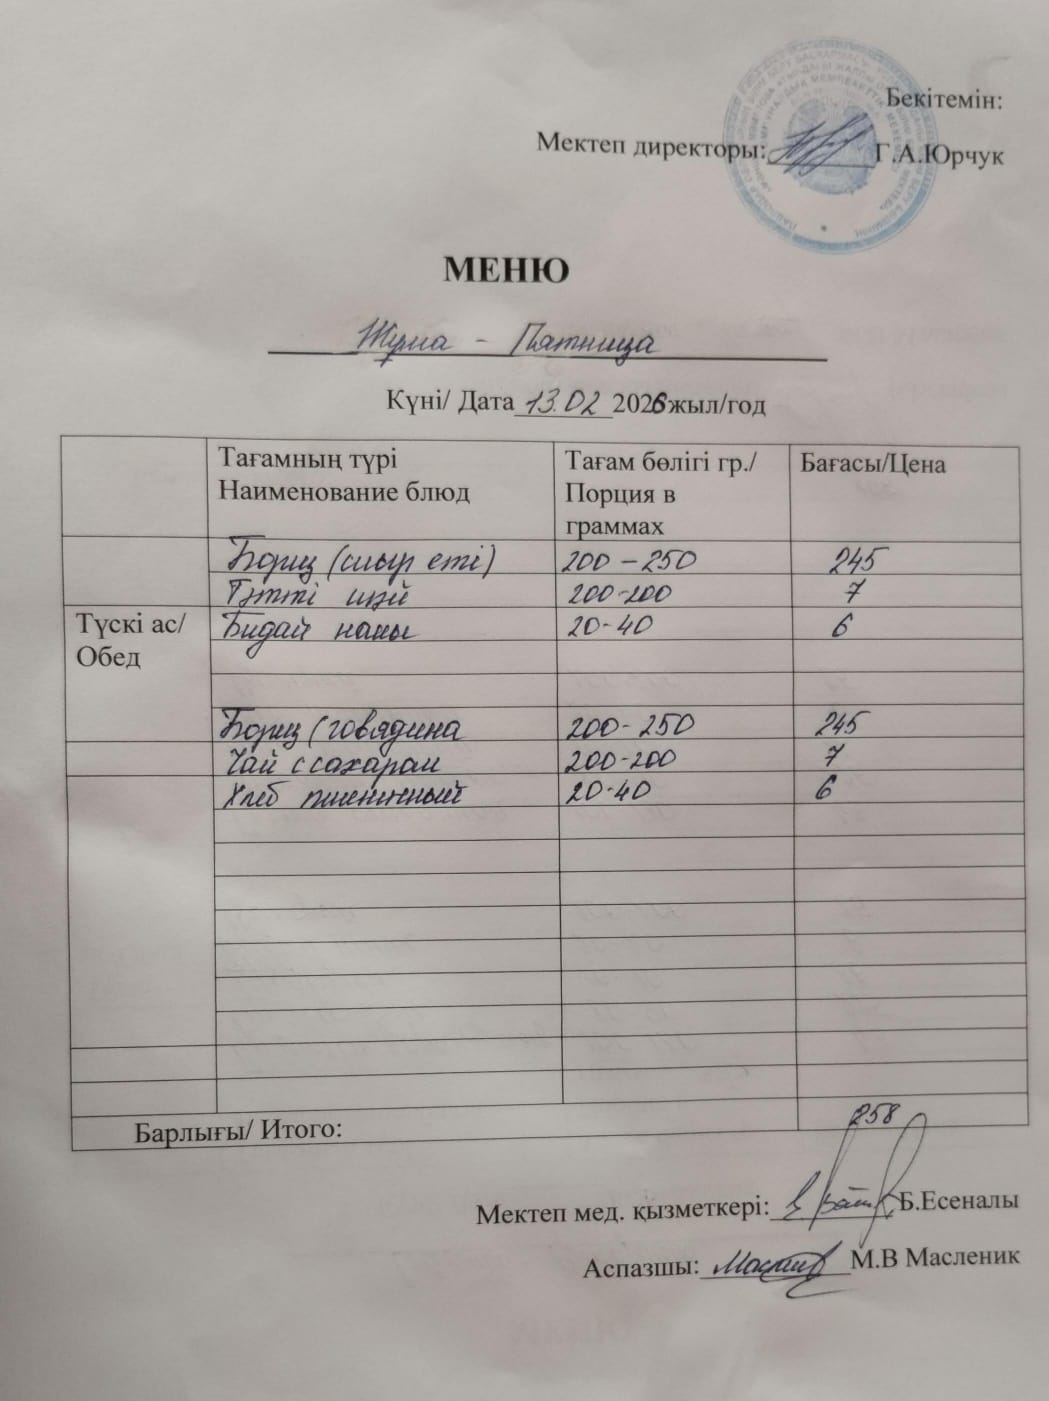 Бекітемін:
Мектеп директоры: Г.А.Юрчук
МЕНЮ
Жұма - Пятница
Күні/ Дата 13.02 2026 жыл/год
Тағамның түрі Наименование блюд | Тағам бөлігі гр./ Порция в граммах | Бағасы/Цена
Борщ (сиыр еті) 200-250 245
Тәтті шәй 200-200 7
Түскі ас/ Обед
Бидай наны 20-40 6
Борщ (говядина 200-250 245
Чай с сахаром 200-200 7
Хлеб пшеничный 20-40 6
Барлығы/ Итого: 258
Мектеп мед. қызметкері: Б.Есеналы
Аспазшы: М.В Масленик